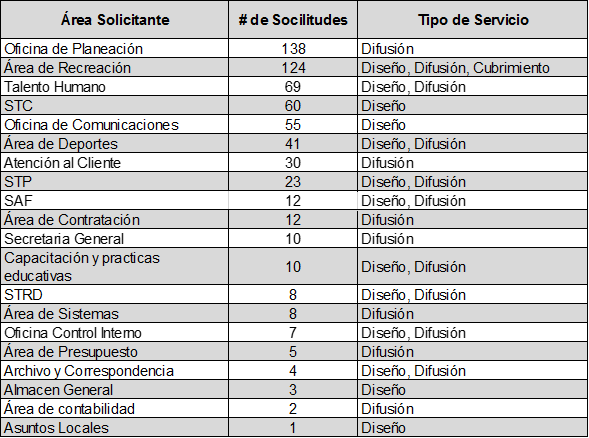 Área Solicitante # de Socilitudes Tipo de Servicio
Oficina de Planeación 138 Difusión
Área de Recreación 124 Diseño, Difusión, Cubrimiento
Talento Humano 69 Diseño, Difusión
STC 60 Diseño
Oficina de Comunicaciones 55 Diseño
Área de Deportes 41 Diseño, Difusión
Atención al Cliente 30 Difusión
STP 23 Diseño, Difusión
SAF 12 Diseño, Difusión
Área de Contratación 12 Difusión
Secretaria General 10 Difusión
Capacitación y practicas
educativas 10 Diseño, Difusión
STRD 8 Diseño, Difusión
Área de Sistemas 8 Difusión
Oficina Control Interno 7 Diseño, Difusión
Área de Presupuesto 5 Difusión
Archivo y Correspondencia 4 Diseño, Difusión
Almacen General 3 Diseño
Área de contabilidad 2 Difusión
Asuntos Locales 1 Diseño